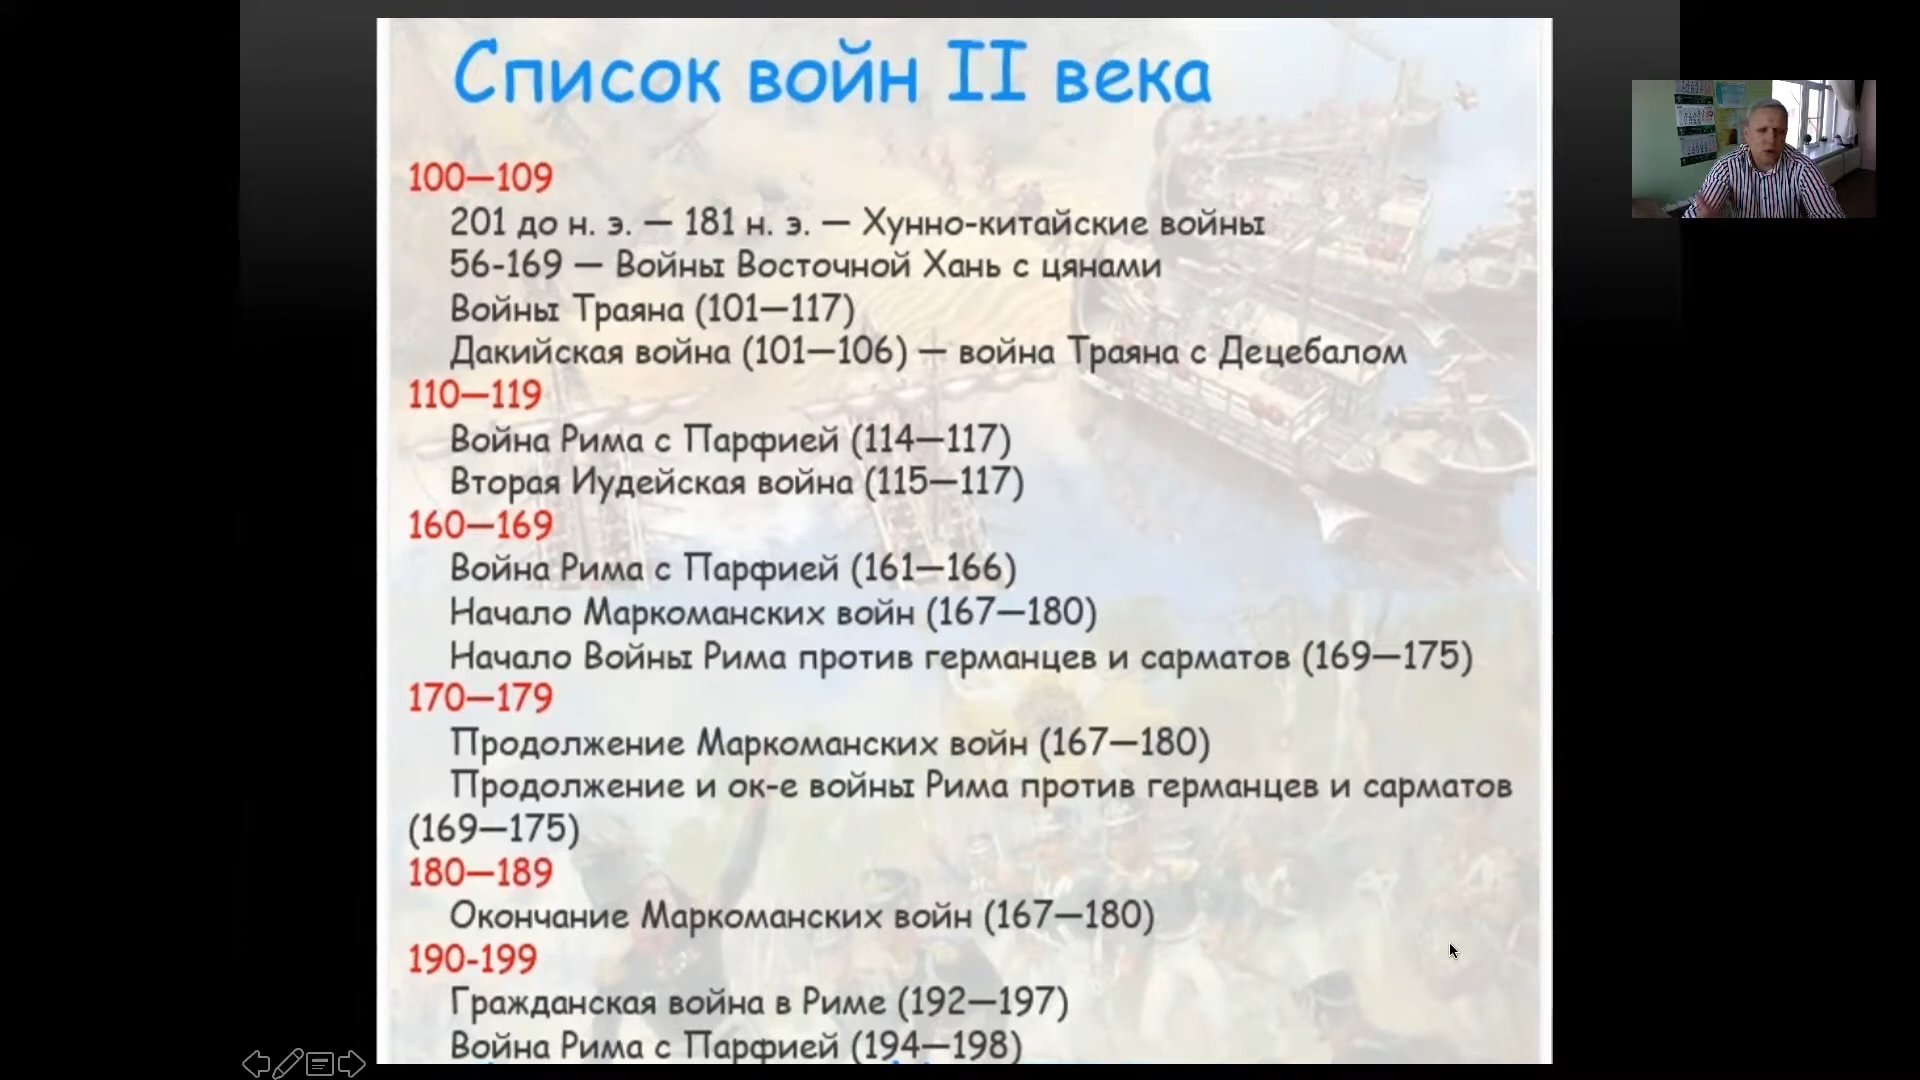 Список войн II века
100—109
201 до н. э. — 181 н. э. — Хунно-китайские войны
56-169 — Войны Восточной Хань с цянами
Войны Траяна (101—117)
Дакийская война (101—106) — война Траяна с Децебалом
110—119
Война Рима с Парфией (114—117)
Вторая Иудейская война (115—117)
160—169
Война Рима с Парфией (161—166)
Начало Маркоманских войн (167—180)
Начало Войны Рима против германцев и сарматов (169—175)
170—179
Продолжение Маркоманских войн (167—180)
Продолжение и ок-е войны Рима против германцев и сарматов
(169—175)
180—189
Окончание Маркоманских войн (167—180)
190-199
Гражданская война в Риме (192—197)
Война Рима с Парфией (194—198)